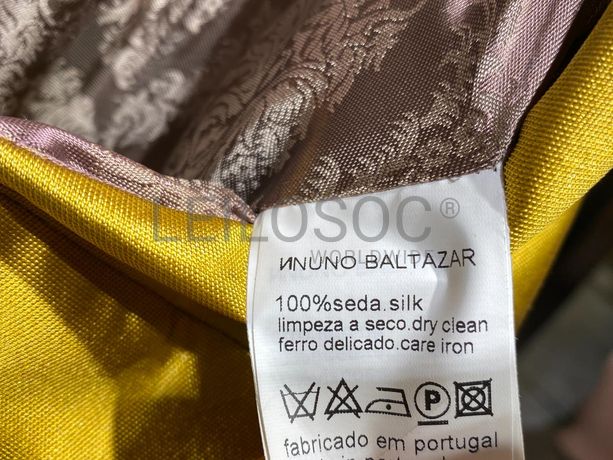 LEILOSOC®
WORLDWIDE
ИNUNO BALTAZAR
100%seda.silk
limpeza a seco.dry clean
ferro delicado.care iron
P
fabricado em portugal